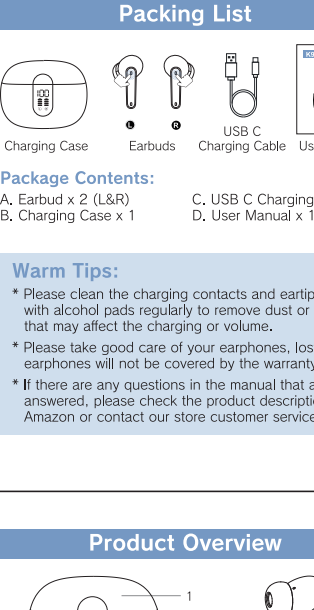 Packing List
100
L R
Charging Case Earbuds USB C Charging Cable
Package Contents:
A. Earbud x 2 (L&R) C. USB C Charging
B. Charging Case x 1 D. User Manual x 1
Warm Tips:
* Please clean the charging contacts and eartip
with alcohol pads regularly to remove dust or
that may affect the charging or volume.
* Please take good care of your earphones, los
earphones will not be covered by the warranty
* If there are any questions in the manual that a
answered, please check the product descripti
Amazon or contact our store customer service
Product Overview
1